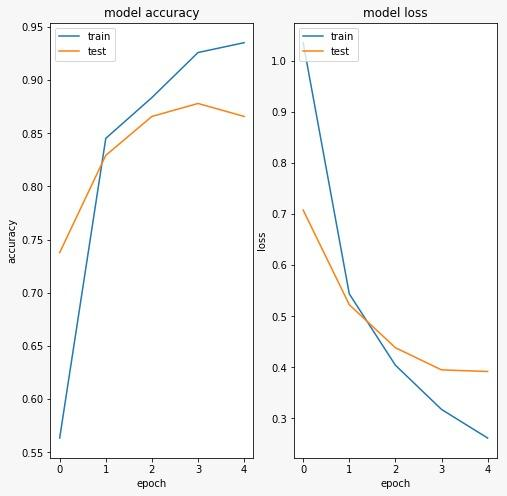 model accuracy
train
test
0.95
0.90
0.85
0.80
0.75
0.70
0.65
0.60
0.55
accuracy
0 1 2 3 4
epoch
model loss
train
test
1.0
0.9
0.8
0.7
0.6
0.5
0.4
0.3
loss
0 1 2 3 4
epoch